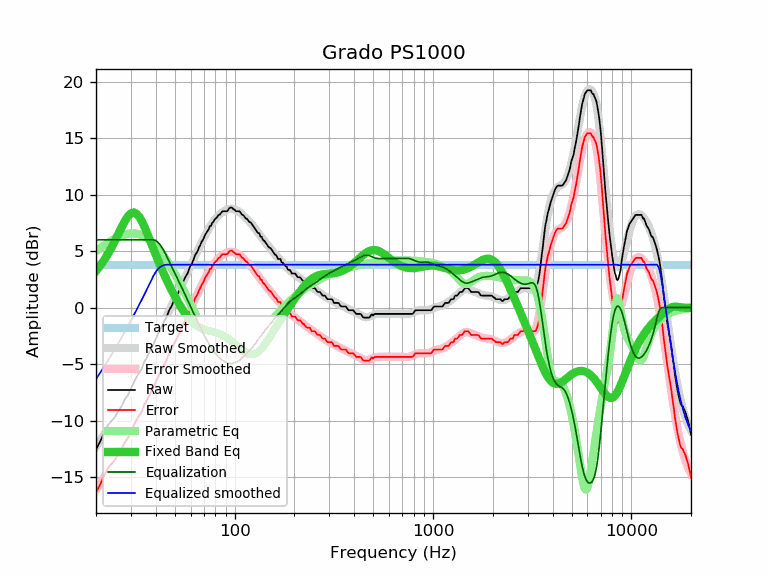 Grado PS1000
20
15
10
5
0
−5
−10
−15
Amplitude (dBr)
Target
Raw Smoothed
Error Smoothed
Raw
Error
Parametric Eq
Fixed Band Eq
Equalization
Equalized smoothed
100
1000
10000
Frequency (Hz)